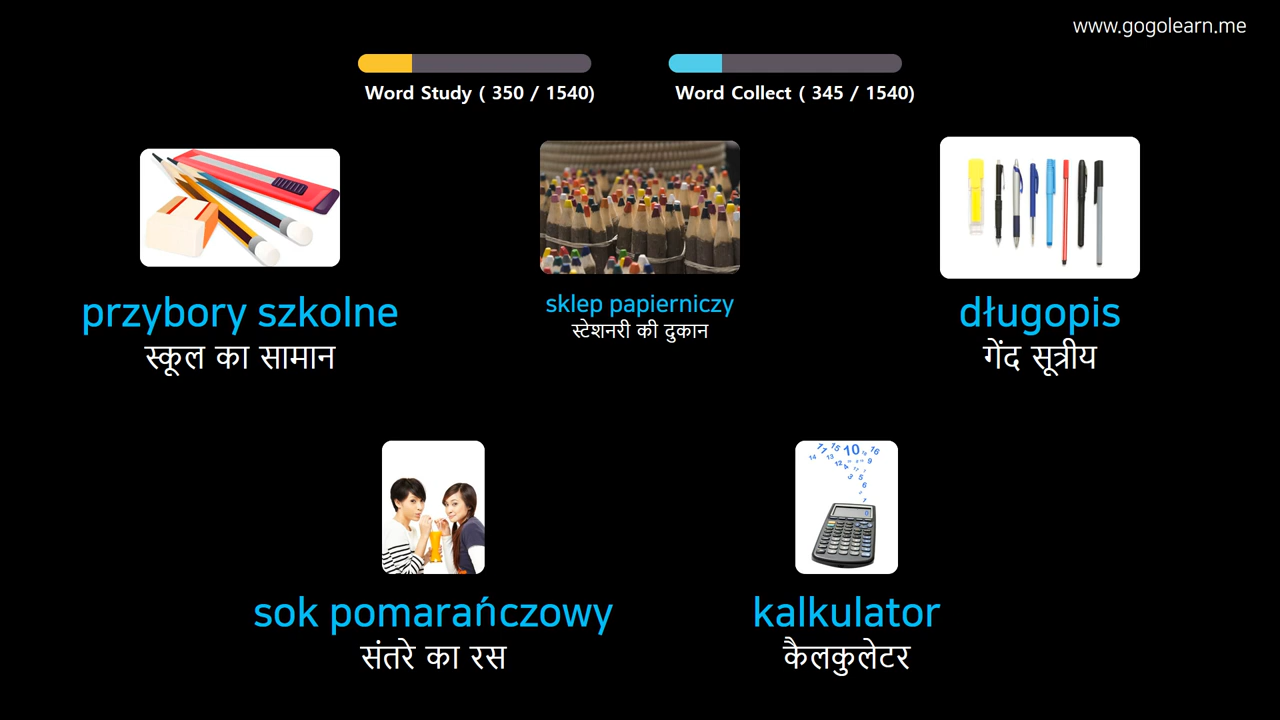 www.gogolearn.me
Word Study ( 350 / 1540)
Word Collect ( 345 / 1540)
przybory szkolne
स्कूल का सामान
sklep papierniczy
स्टेशनरी की दुकान
długopis
गेंद सूत्रीय
sok pomarańczowy
संतरे का रस
kalkulator
कैलकुलेटर